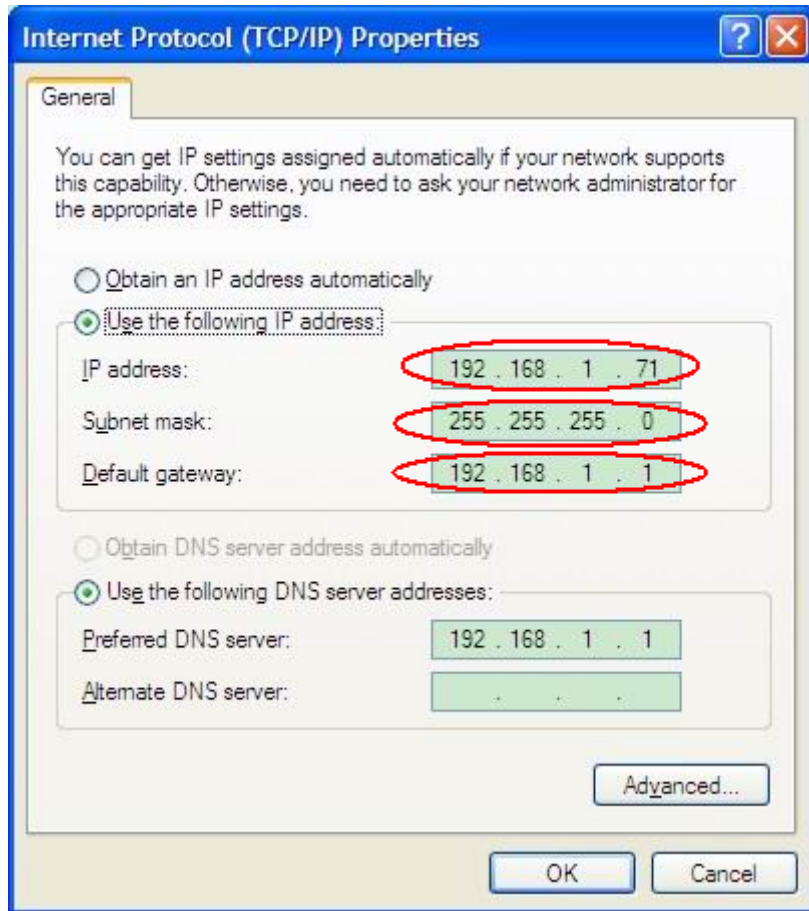 Internet Protocol (TCP/IP) Properties
General
You can get IP settings assigned automatically if your network supports
this capability. Otherwise, you need to ask your network administrator for
the appropriate IP settings.
Obtain an IP address automatically
Use the following IP address:
IP address: 192 . 168 . 1 . 71
Subnet mask: 255 . 255 . 255 . 0
Default gateway: 192 . 168 . 1 . 1
Obtain DNS server address automatically
Use the following DNS server addresses:
Preferred DNS server: 192 . 168 . 1 . 1
Alternate DNS server: . . .
Advanced...
OK Cancel